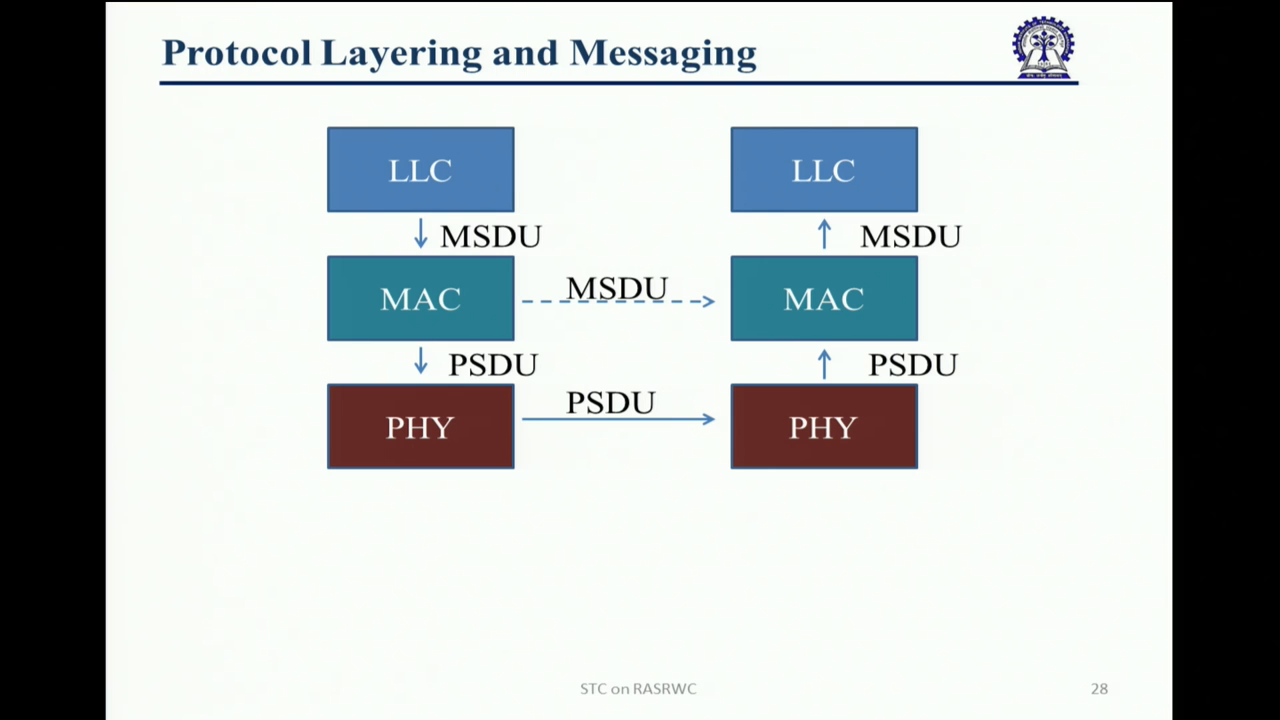 Protocol Layering and Messaging
LLC LLC
MSDU MSDU
MSDU
MAC MAC
PSDU PSDU
PSDU
PHY PHY
STC on RASRWC 28